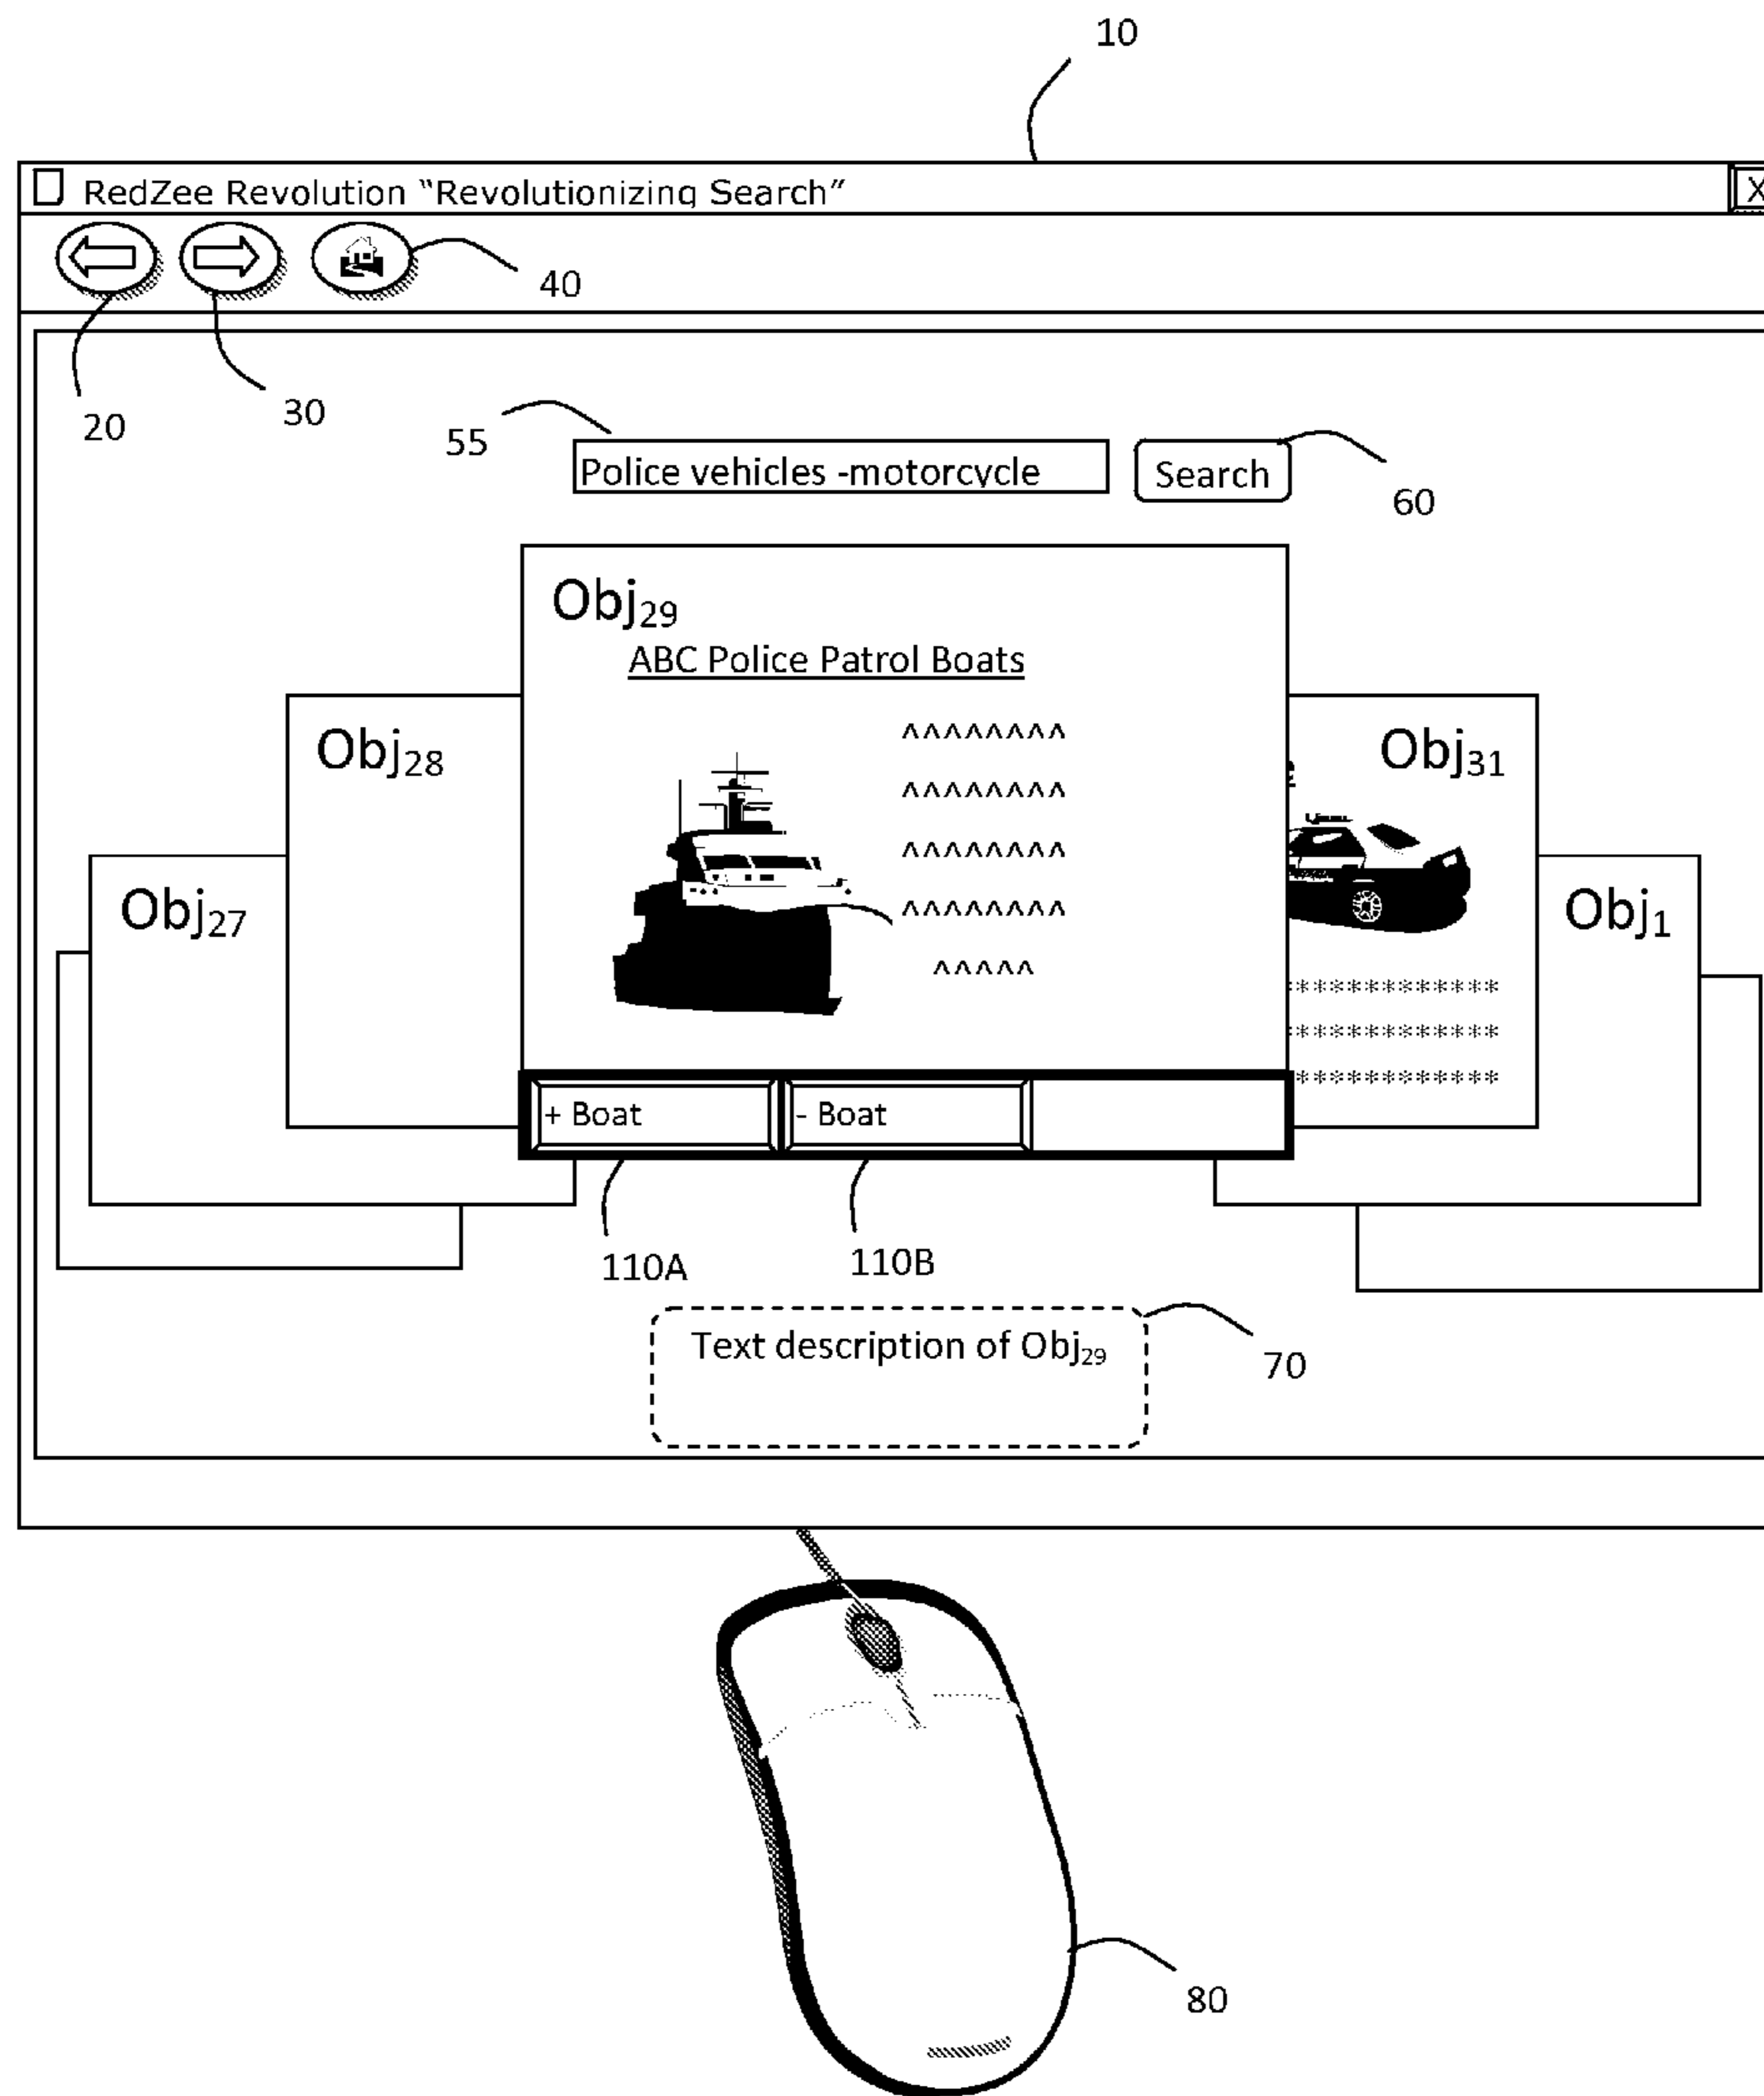 10
RedZee Revolution “Revolutionizing Search” X
40
20
30
55
Police vehicles -motorcycle
Search
60
Obj29
ABC Police Patrol Boats
^^^^^^^^
^^^^^^^^
^^^^^^^^
^^^^^^^^
^^^^^
Obj28
Obj31
Obj27
Obj1
************
************
************
+ Boat
- Boat
110A
110B
Text description of Obj29
70
80